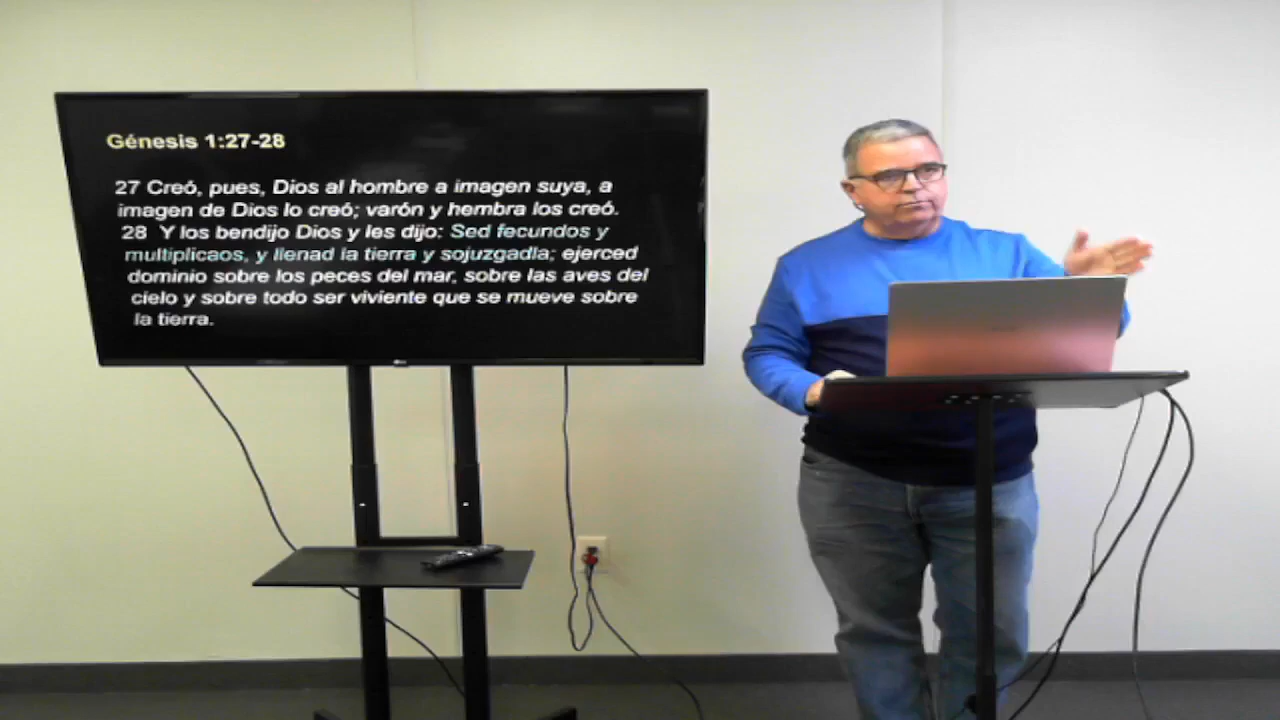 Génesis 1:27-28
27 Creó, pues, Dios al hombre a imagen suya, a
imagen de Dios lo creó; varón y hembra los creó.
28 Y los bendijo Dios y les dijo: Sed fecundos y
multiplicaos, y llenad la tierra y sojuzgadla; ejerced
dominio sobre los peces del mar, sobre las aves del
cielo y sobre todo ser viviente que se mueve sobre
la tierra.